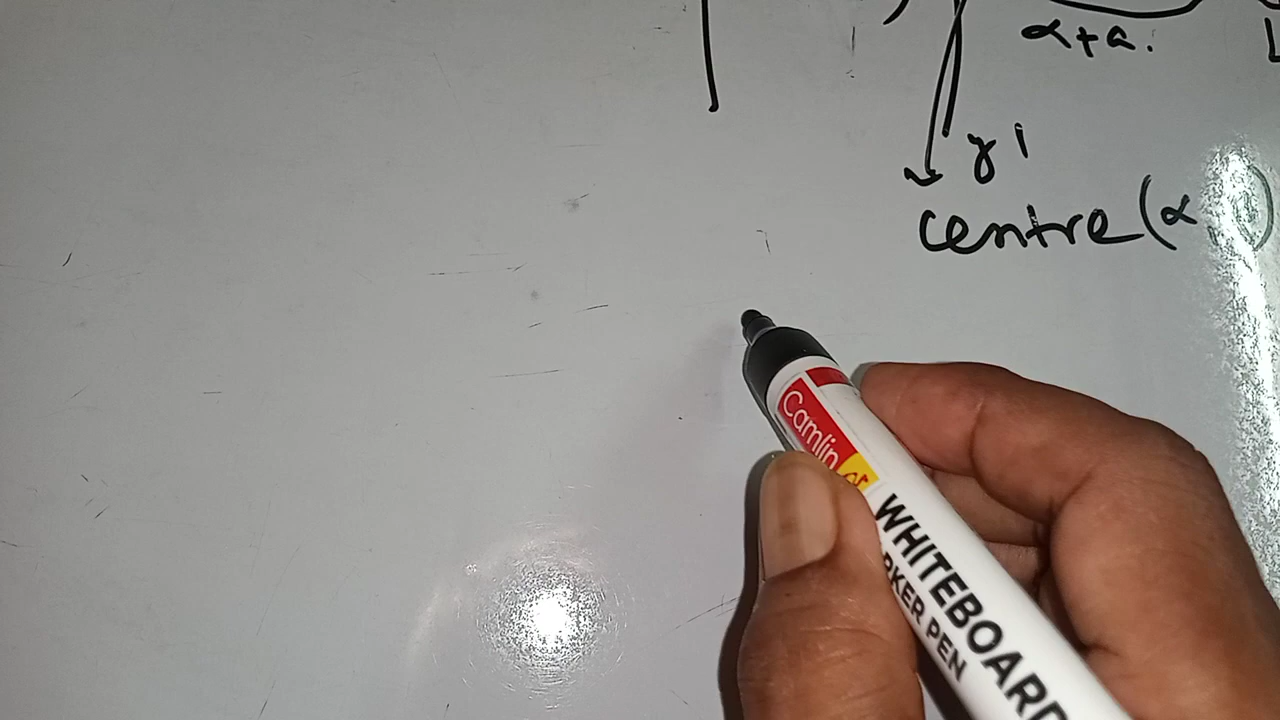 α+a.
γ1
centre(α
Camlin
WHITEBOARD
RKER PEN